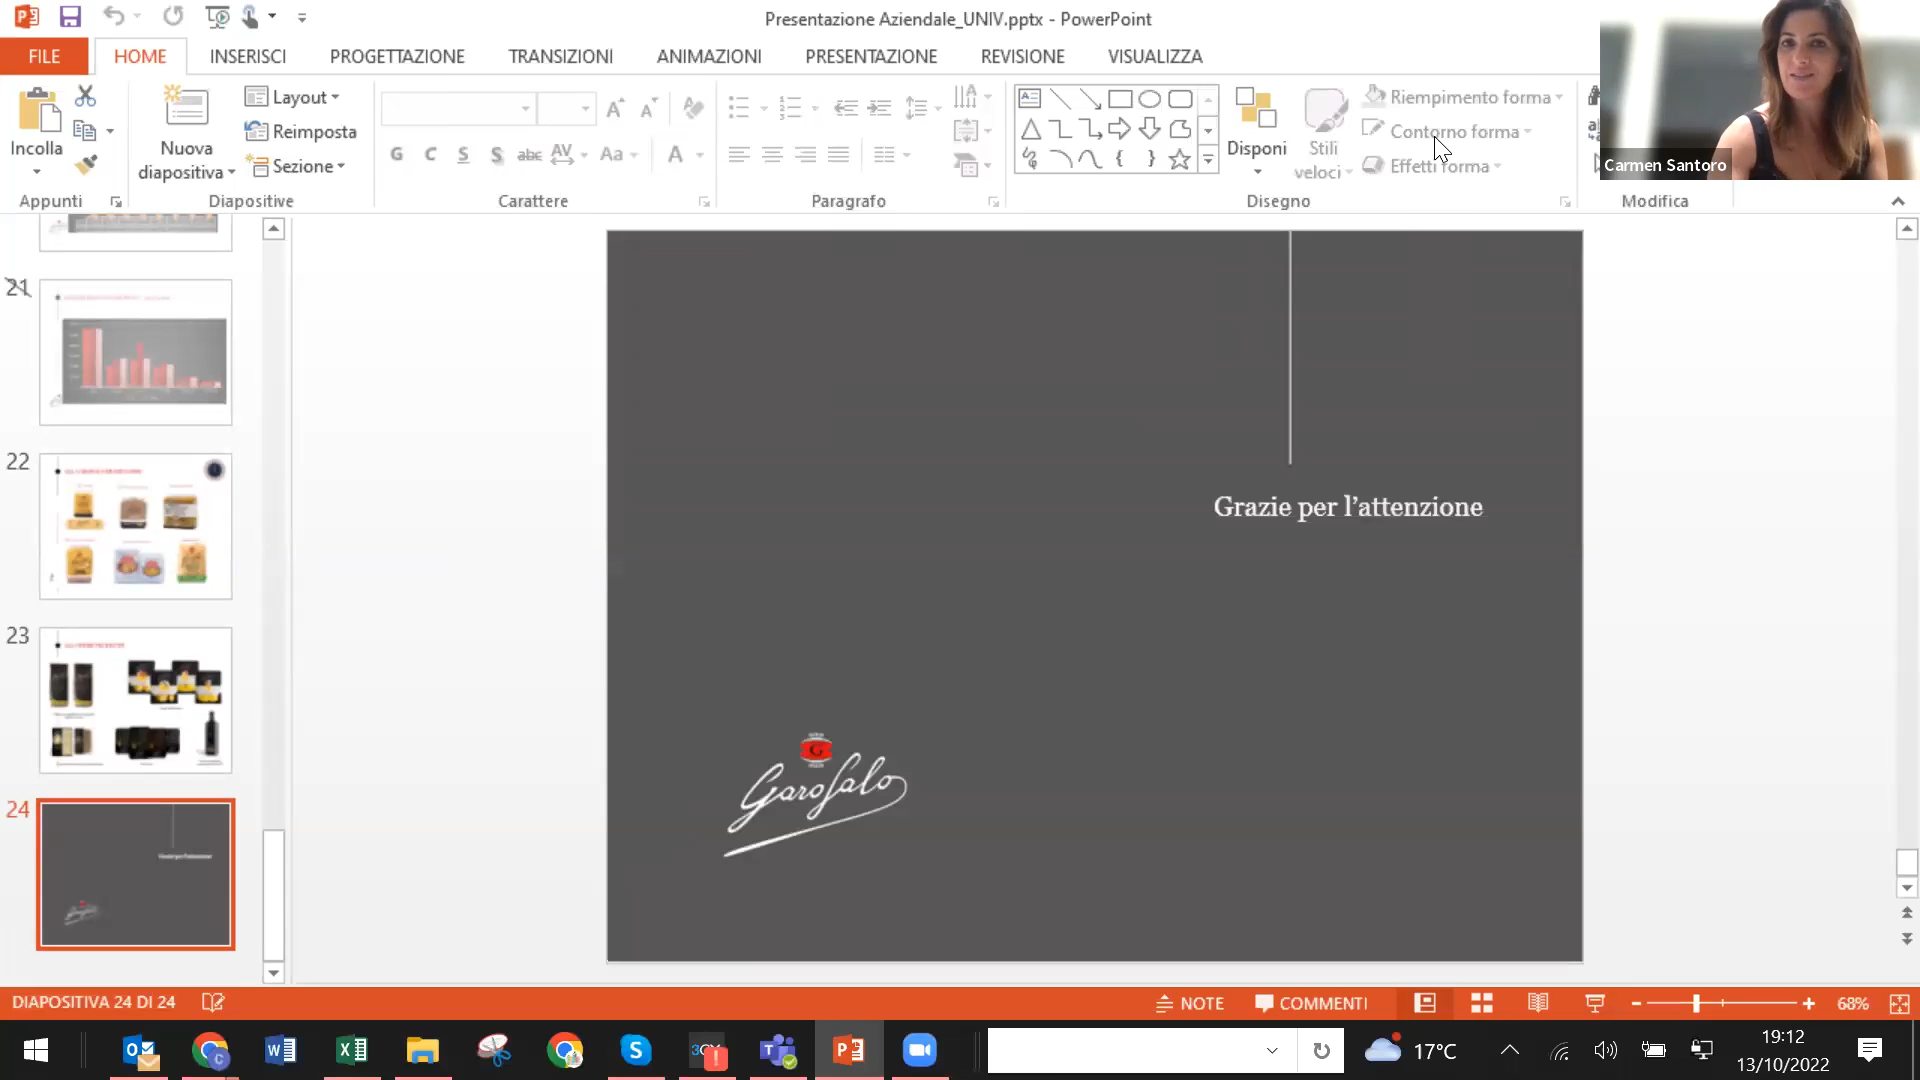 Presentazione Aziendale_UNIV.pptx - PowerPoint
FILE
HOME
INSERISCI
PROGETTAZIONE
TRANSIZIONI
ANIMAZIONI
PRESENTAZIONE
REVISIONE
VISUALIZZA
Incolla
Nuova
diapositiva
Layout
Reimposta
Sezione
G C S S abc AV Aa A
Disponi
Stili
veloci
Riempimento forma
Contorno forma
Effetti forma
Carmen Santoro
Appunti
Diapositive
Carattere
Paragrafo
Disegno
Modifica
21
22
23
24
Grazie per l’attenzione
G
Garofalo
DIAPOSITIVA 24 DI 24
NOTE
COMMENTI
68%
17°C
19:12
13/10/2022